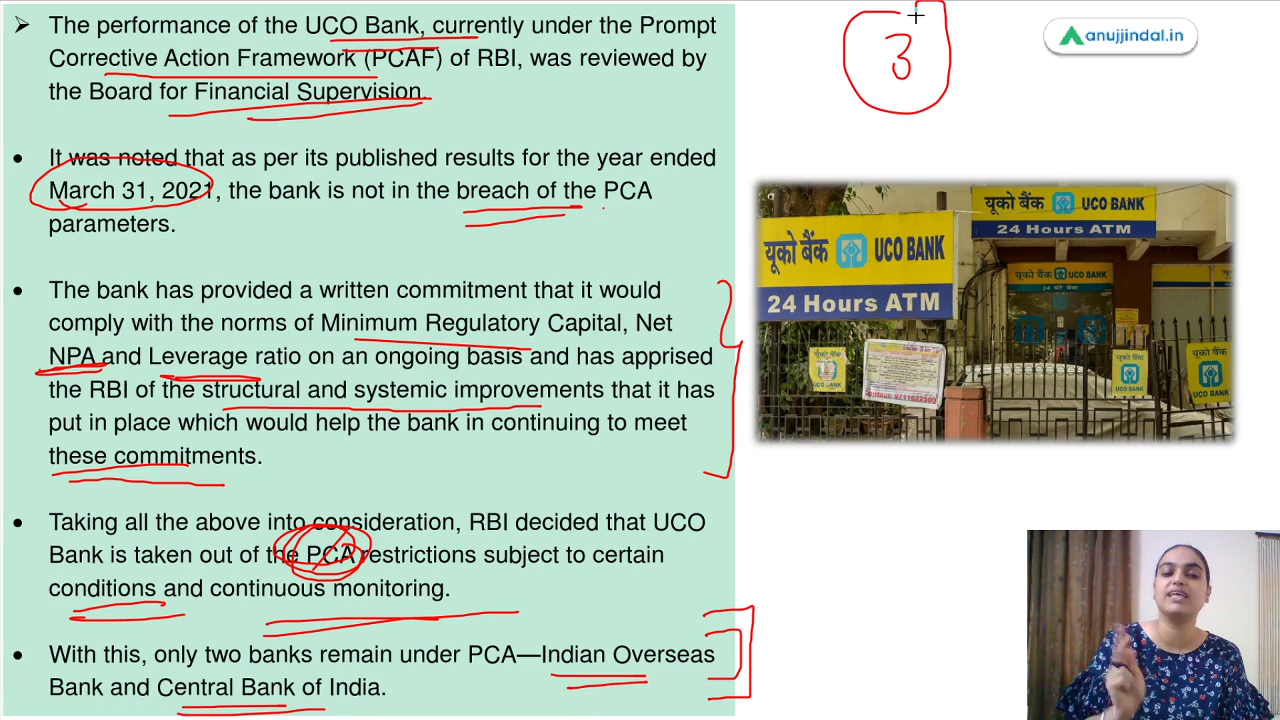 ➢ The performance of the UCO Bank, currently under the Prompt
Corrective Action Framework (PCAF) of RBI, was reviewed by
the Board for Financial Supervision.
• It was noted that as per its published results for the year ended
March 31, 2021, the bank is not in the breach of the PCA
parameters.
• The bank has provided a written commitment that it would
comply with the norms of Minimum Regulatory Capital, Net
NPA and Leverage ratio on an ongoing basis and has apprised
the RBI of the structural and systemic improvements that it has
put in place which would help the bank in continuing to meet
these commitments.
• Taking all the above into consideration, RBI decided that UCO
Bank is taken out of the PCA restrictions subject to certain
conditions and continuous monitoring.
• With this, only two banks remain under PCA—Indian Overseas
Bank and Central Bank of India.
3
anujjindal.in
यूको बैंक UCO BANK
24 Hours ATM
यूको बैंक UCO BANK
24 Hours ATM
यूको बैंक UCO BANK